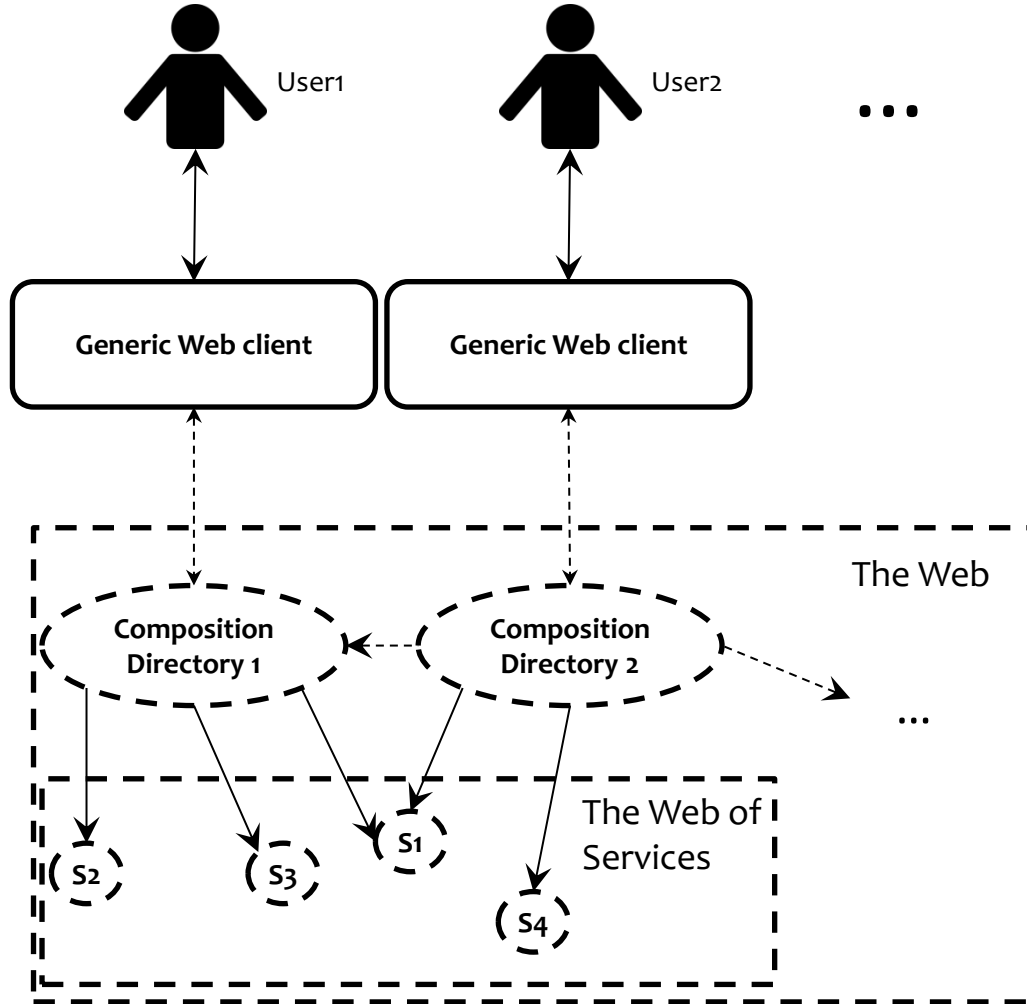 User1
User2
...
Generic Web client
Generic Web client
The Web
Composition
Directory 1
Composition
Directory 2
...
The Web of
Services
S1
S2
S3
S4